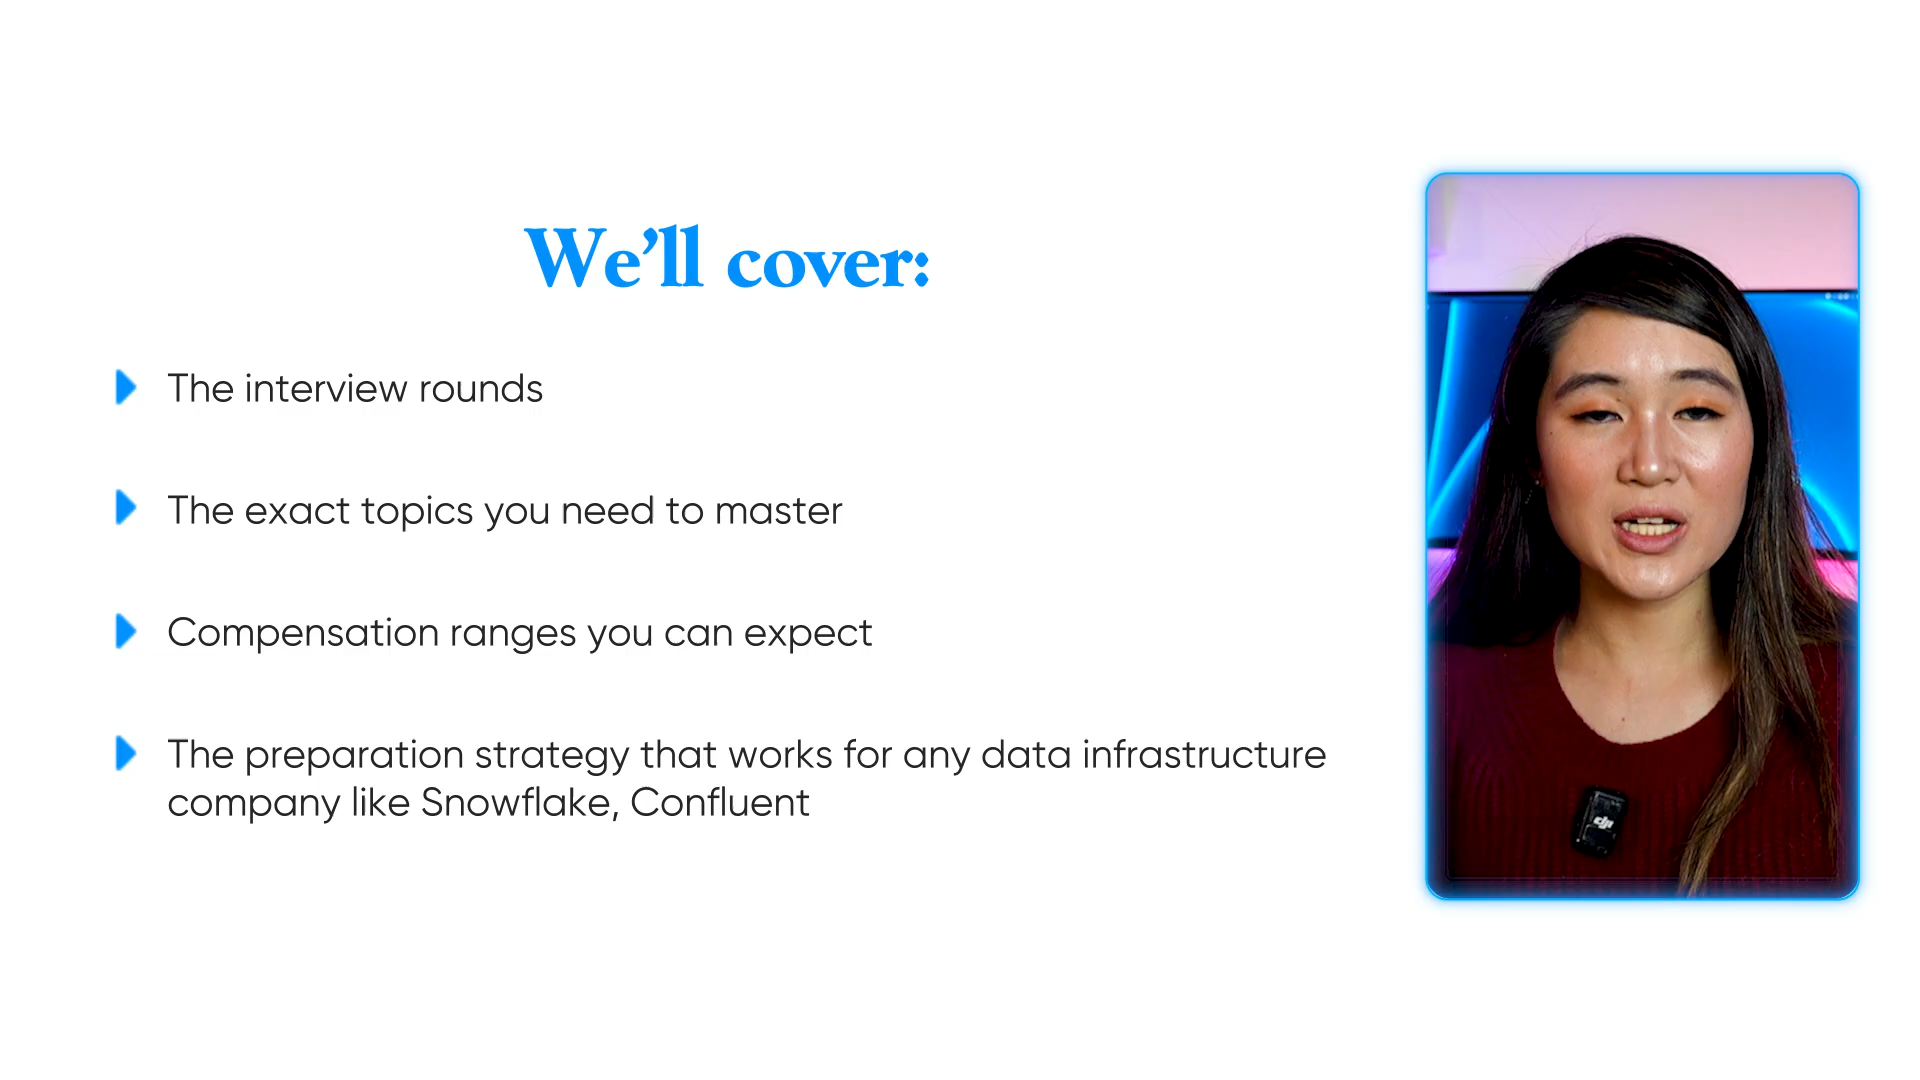 We’ll cover:
The interview rounds
The exact topics you need to master
Compensation ranges you can expect
The preparation strategy that works for any data infrastructure
company like Snowflake, Confluent
dji